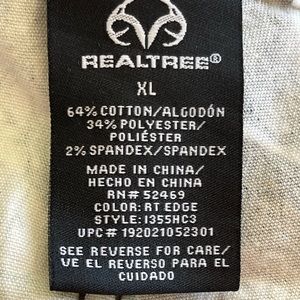 REALTREE®
XL
64% COTTON/ALGODÓN
34% POLYESTER/
POLIÉSTER
2% SPANDEX/SPANDEX
MADE IN CHINA/
HECHO EN CHINA
RN# 52469
COLOR: RT EDGE
STYLE: 1355HC3
UPC# 192021052301
SEE REVERSE FOR CARE/
VE EL REVERSO PARA EL
CUIDADO